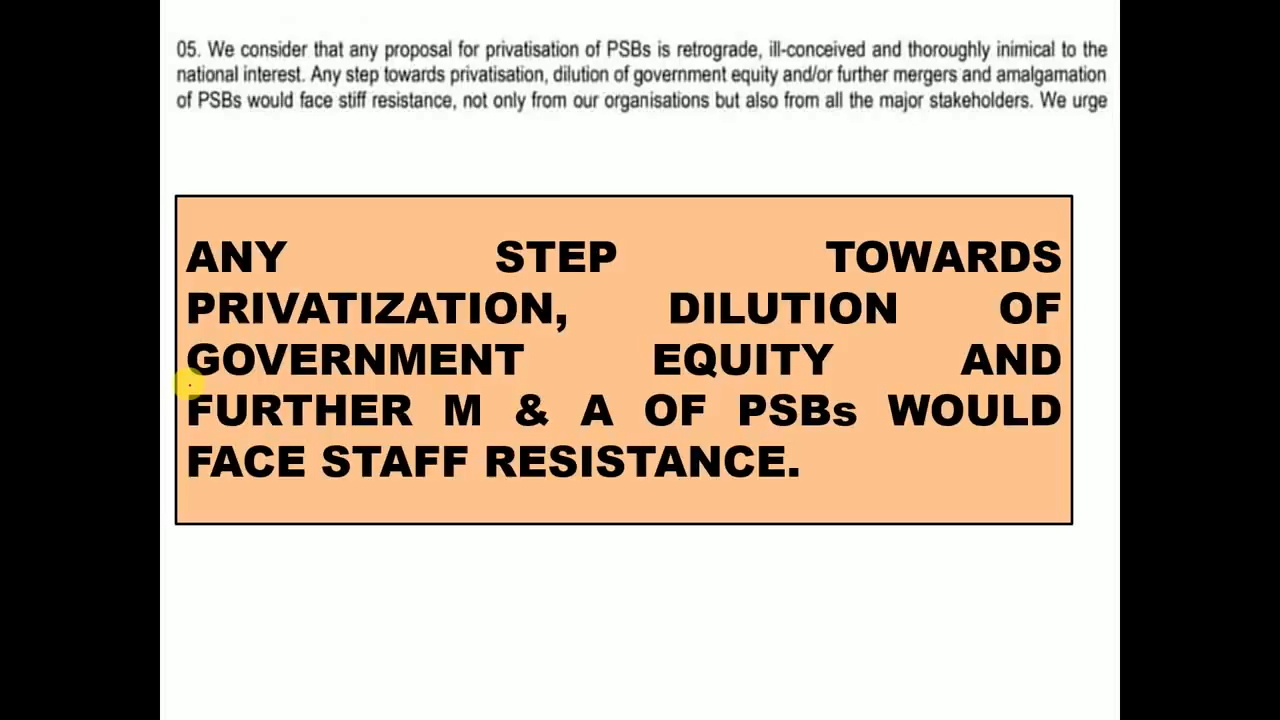 05. We consider that any proposal for privatisation of PSBs is retrograde, ill-conceived and thoroughly inimical to the
national interest. Any step towards privatisation, dilution of government equity and/or further mergers and amalgamation
of PSBs would face stiff resistance, not only from our organisations but also from all the major stakeholders. We urge
ANY STEP TOWARDS
PRIVATIZATION, DILUTION OF
GOVERNMENT EQUITY AND
FURTHER M & A OF PSBs WOULD
FACE STAFF RESISTANCE.